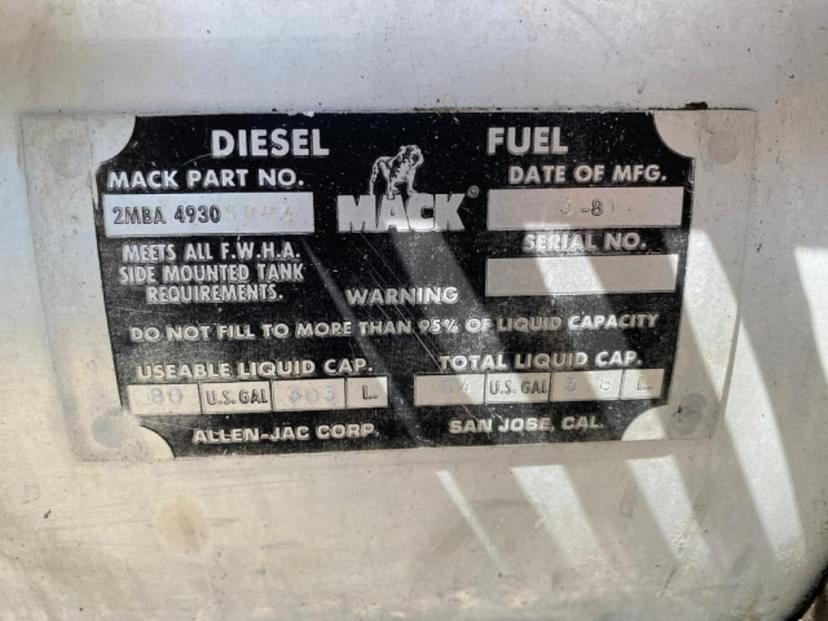 DIESEL FUEL
MACK PART NO.
2MBA 4930
MACK
DATE OF MFG.
SERIAL NO.
MEETS ALL F.W.H.A.
SIDE MOUNTED TANK
REQUIREMENTS.
WARNING
DO NOT FILL TO MORE THAN 95% OF LIQUID CAPACITY
USEABLE LIQUID CAP. TOTAL LIQUID CAP.
80 U.S. GAL 303 L. 84 U.S. GAL L.
ALLEN-JAC CORP. SAN JOSE, CAL.